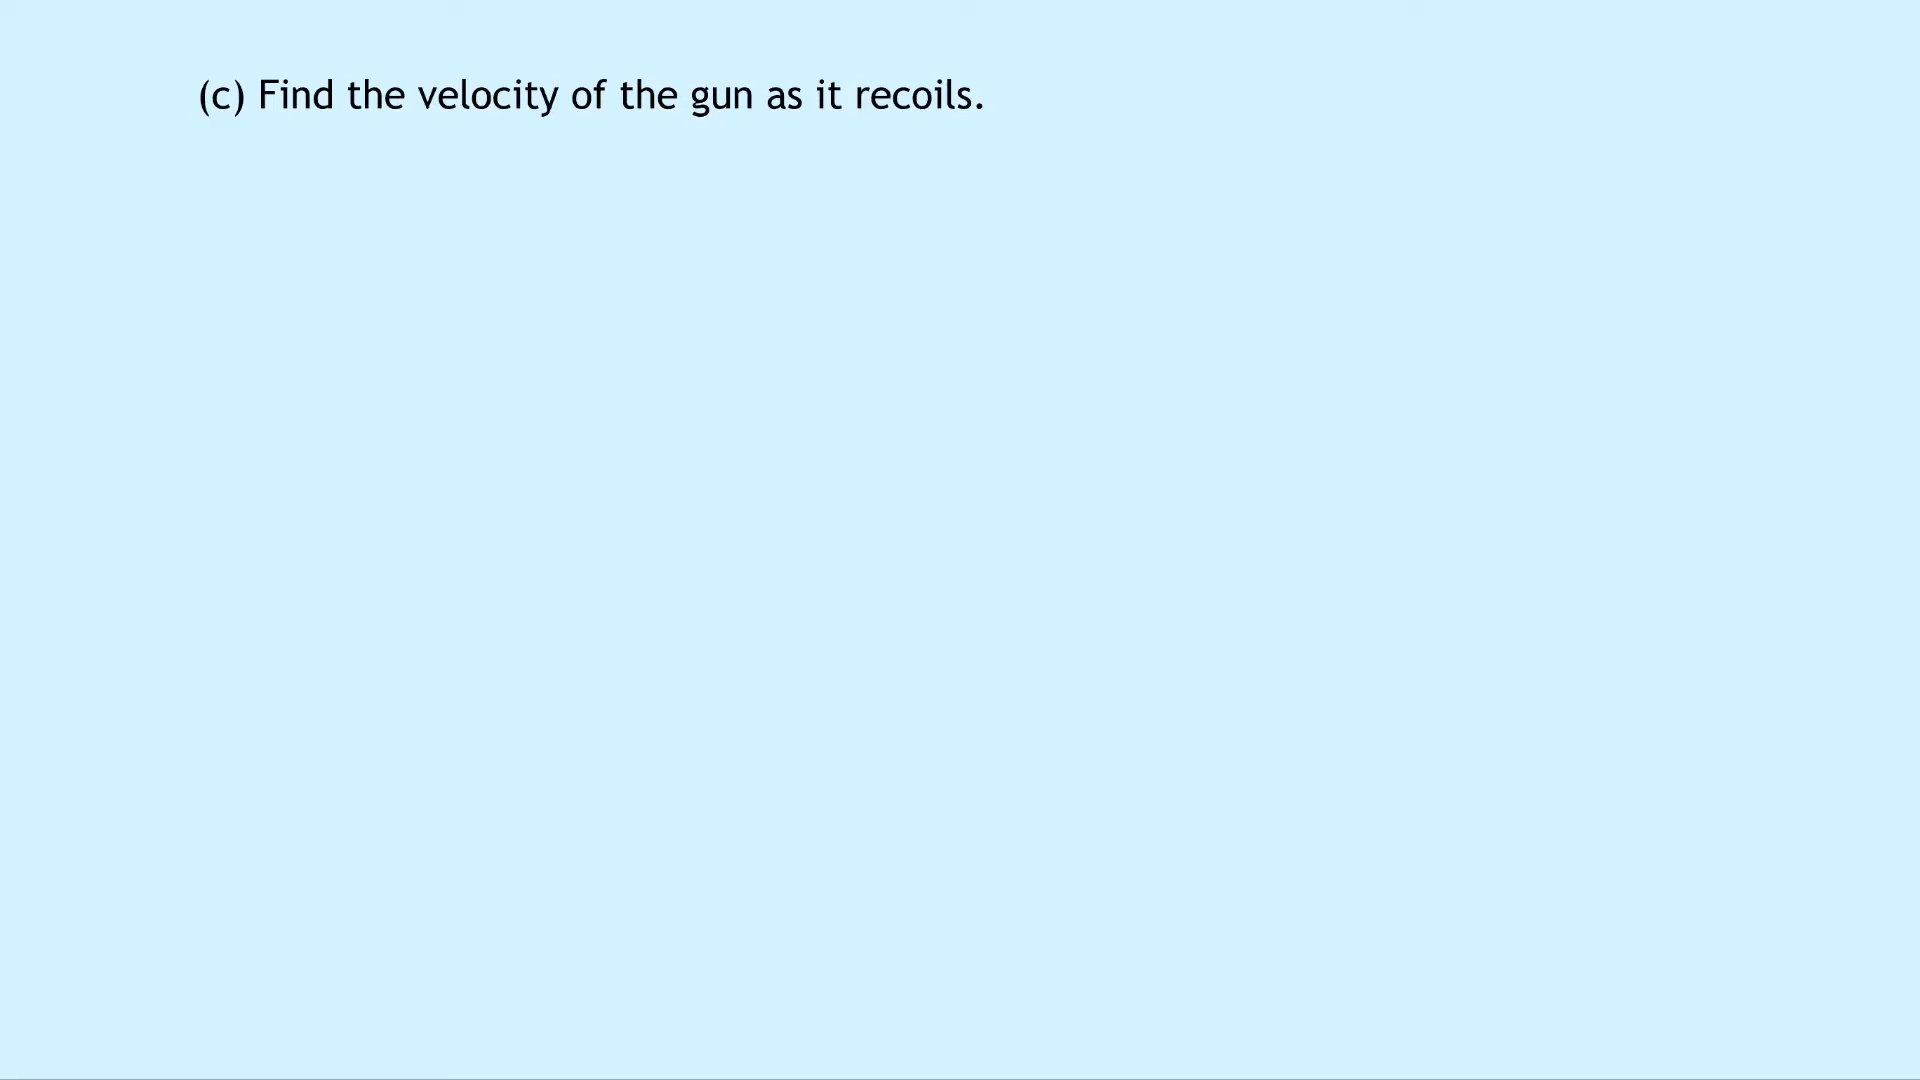 (c) Find the velocity of the gun as it recoils.